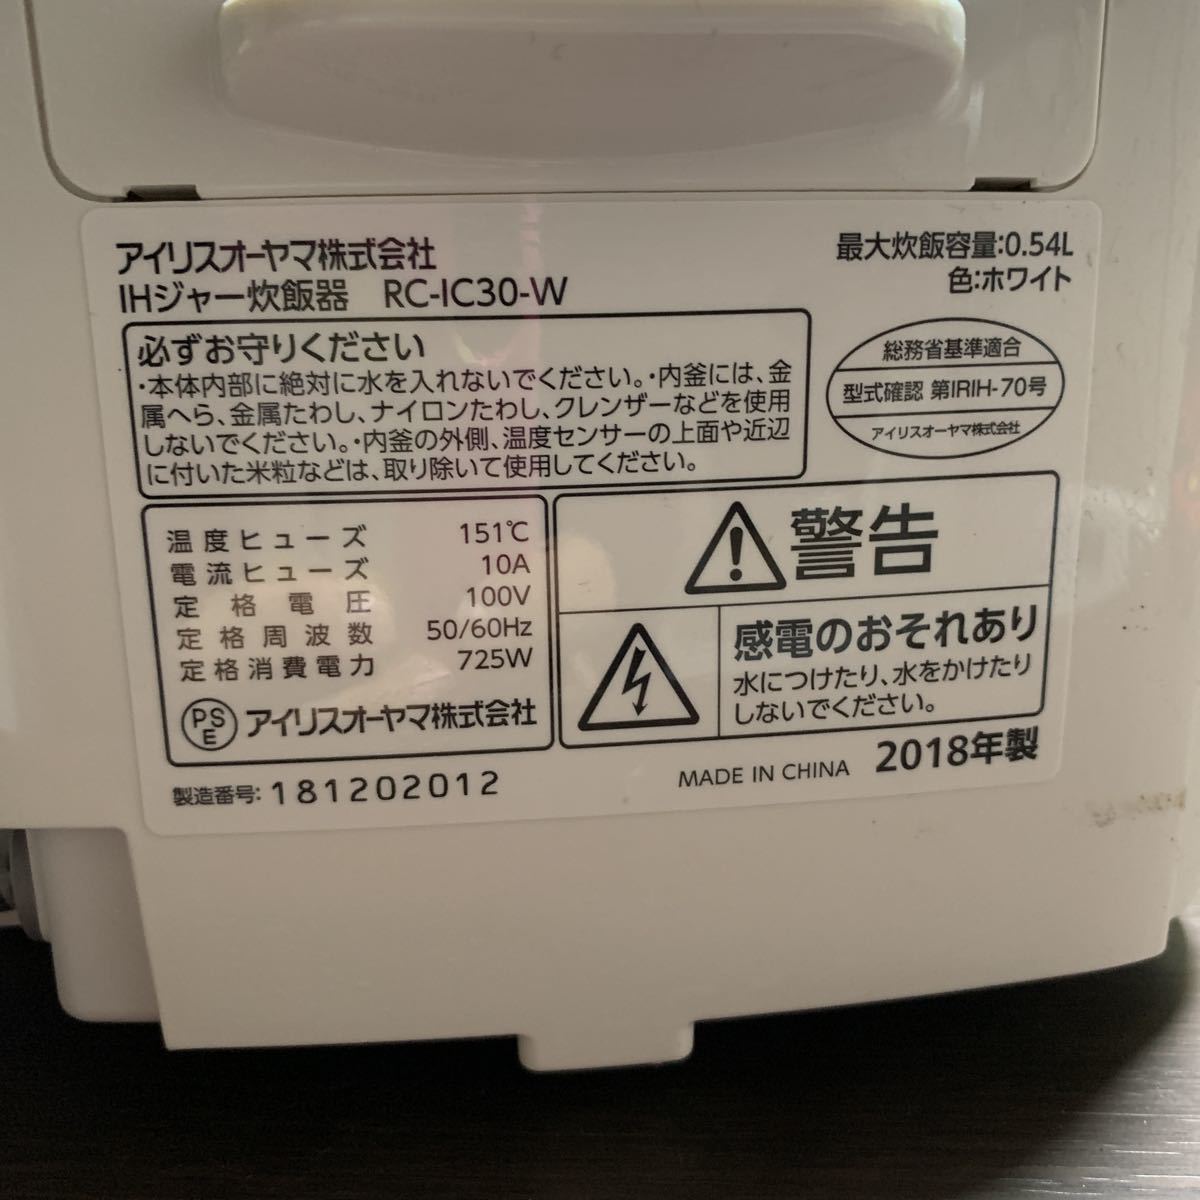 アイリスオーヤマ株式会社
IHジャー炊飯器 RC-IC30-W
最大炊飯容量:0.54L
色:ホワイト
必ずお守りください
・本体内部に絶対に水を入れないでください。・内釜には、金
属へら、金属たわし、ナイロンたわし、クレンザーなどを使用
しないでください。・内釜の外側、温度センサーの上面や近辺
に付いた米粒などは、取り除いて使用してください。
総務省基準適合
型式確認 第IRIH-70号
アイリスオーヤマ株式会社
温度ヒューズ 151℃
電流ヒューズ 10A
定格電圧 100V
定格周波数 50/60Hz
定格消費電力 725W
PSE アイリスオーヤマ株式会社
警告
感電のおそれあり
水につけたり、水をかけたり
しないでください。
製造番号:181202012
MADE IN CHINA 2018年製